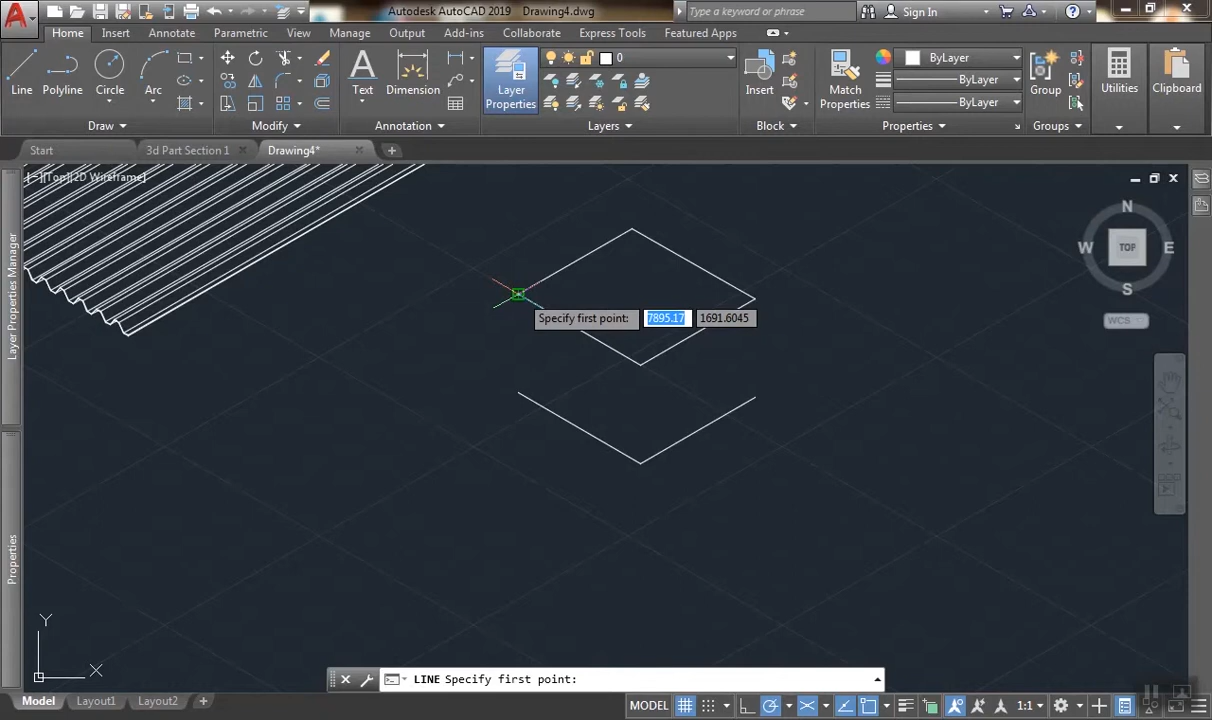 Autodesk AutoCAD 2019 Drawing4.dwg
Type a keyword or phrase
Sign In
Home Insert Annotate Parametric View Manage Output Add-ins Collaborate Express Tools Featured Apps
Line Polyline Circle Arc
Text Dimension
Layer
Properties
0
Insert
Match
Properties
ByLayer
ByLayer
ByLayer
Group
Utilities
Clipboard
Draw Modify Annotation Layers Block Properties Groups
Start 3d Part Section 1 Drawing4*
[−][Top][2D Wireframe]
Layer Properties Manager
Properties
N
W TOP E
S
WCS
Specify first point: 7895.17 1691.6045
Y
X
LINE Specify first point:
Model Layout1 Layout2
MODEL
1:1